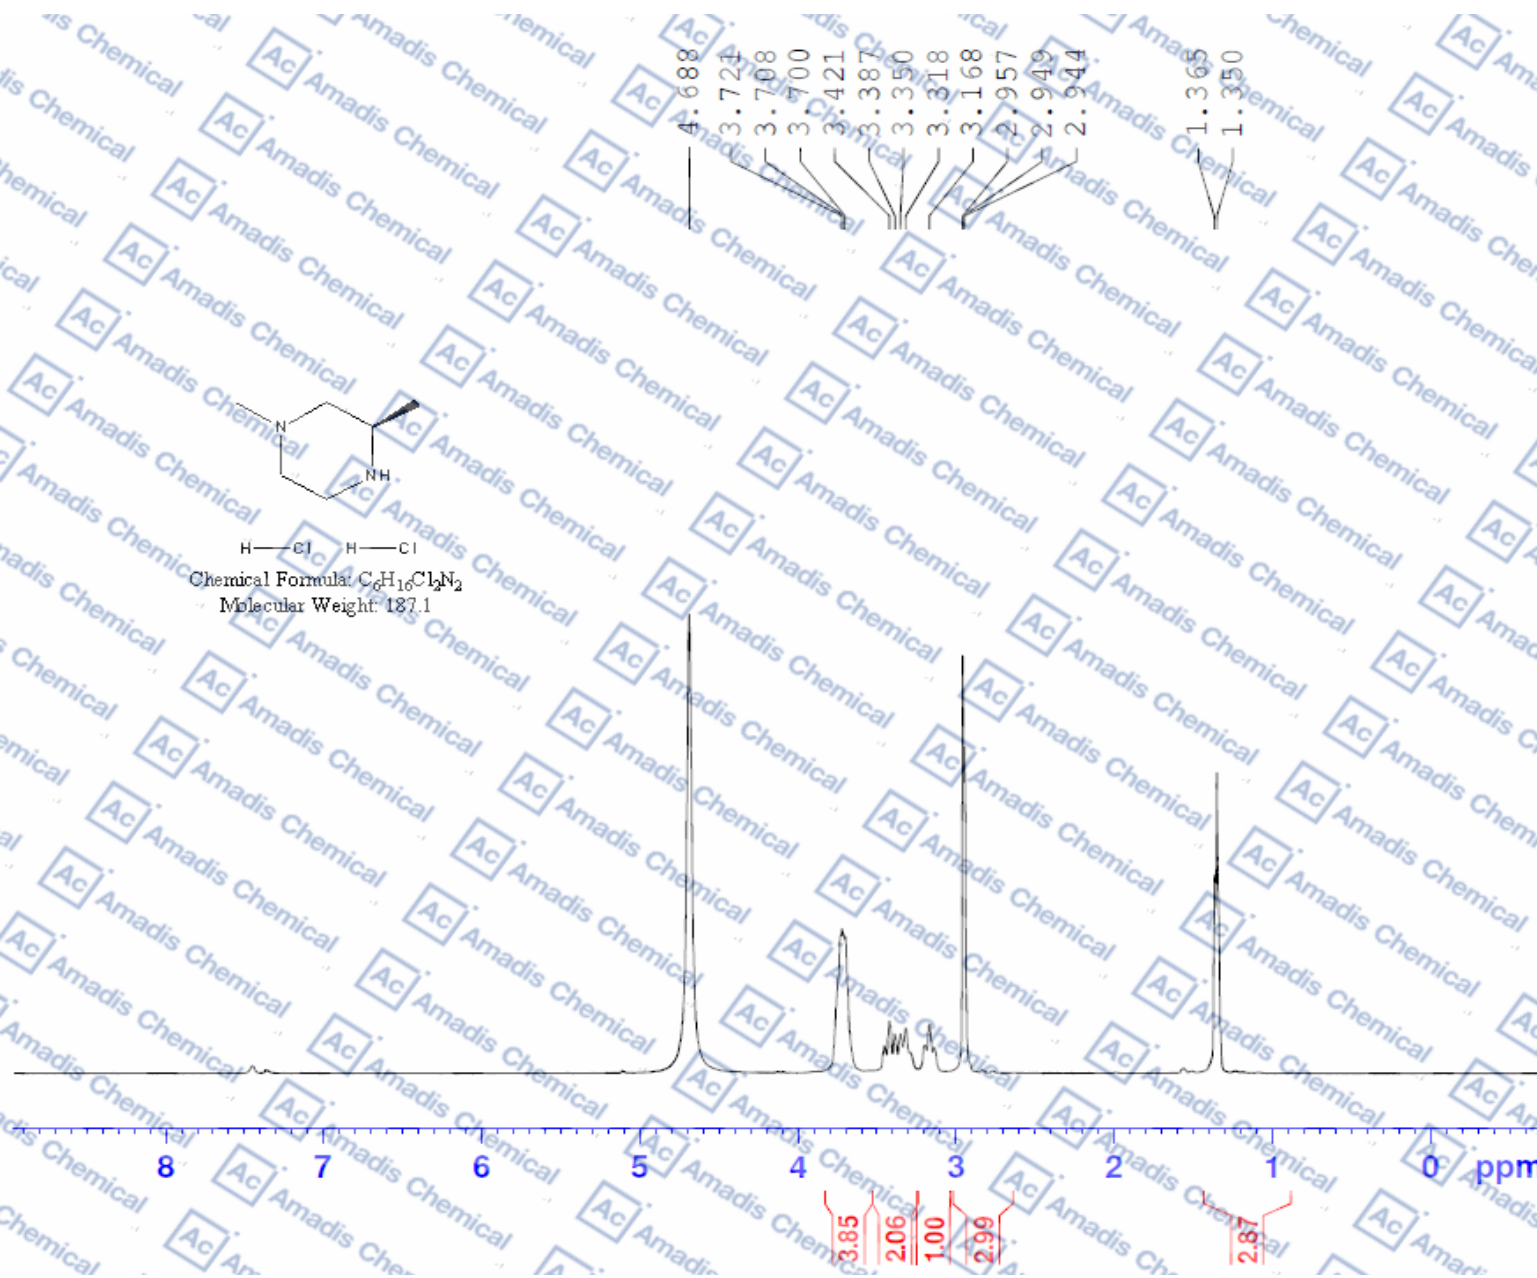 4.688
3.721
3.708
3.700
3.421
3.387
3.350
3.318
3.168
2.957
2.949
2.944
1.365
1.350
N
NH
H Cl H Cl
Chemical Formula: C6H16Cl2N2
Molecular Weight: 187.1
8 7 6 5 4 3 2 1 0 ppm
3.85
2.06
1.00
2.99
2.87
Ac Amadis Chemical